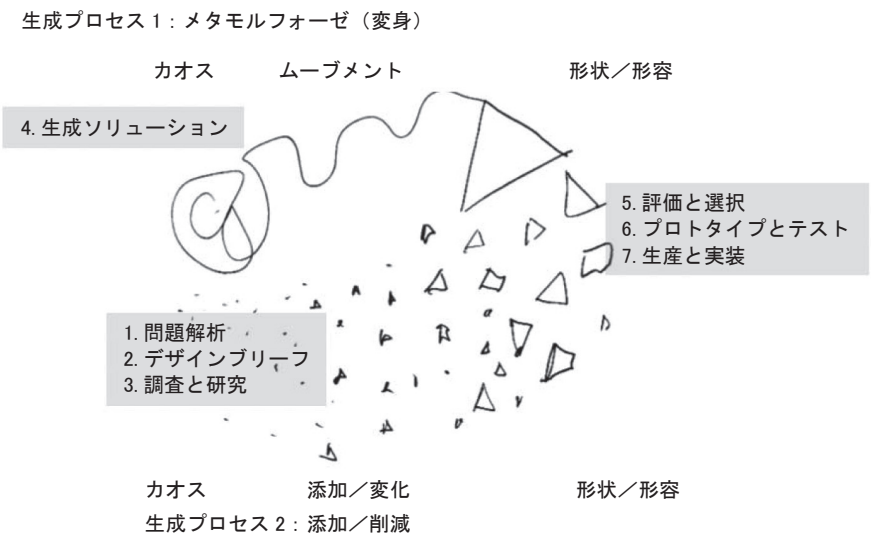 生成プロセス1：メタモルフォーゼ（変身）
カオス ムーブメント 形状／形容
4. 生成ソリューション
5. 評価と選択
6. プロトタイプとテスト
7. 生産と実装
1. 問題解析
2. デザインブリーフ
3. 調査と研究
カオス 添加／変化 形状／形容
生成プロセス2：添加／削減